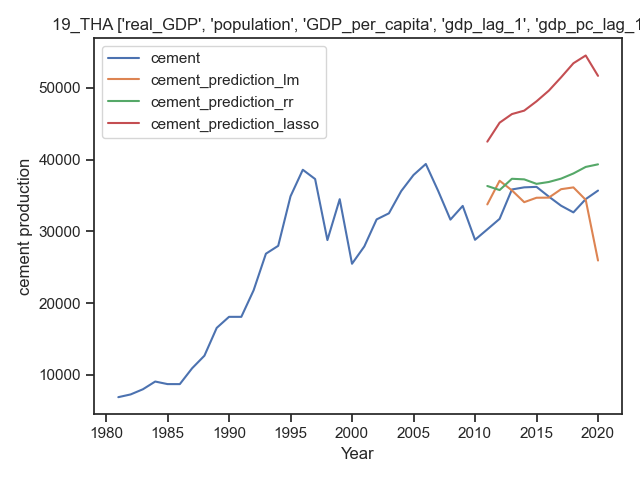 19_THA ['real_GDP', 'population', 'GDP_per_capita', 'gdp_lag_1', 'gdp_pc_lag_1
cement
cement_prediction_lm
cement_prediction_rr
cement_prediction_lasso
cement production
50000
40000
30000
20000
10000
1980 1985 1990 1995 2000 2005 2010 2015 2020
Year